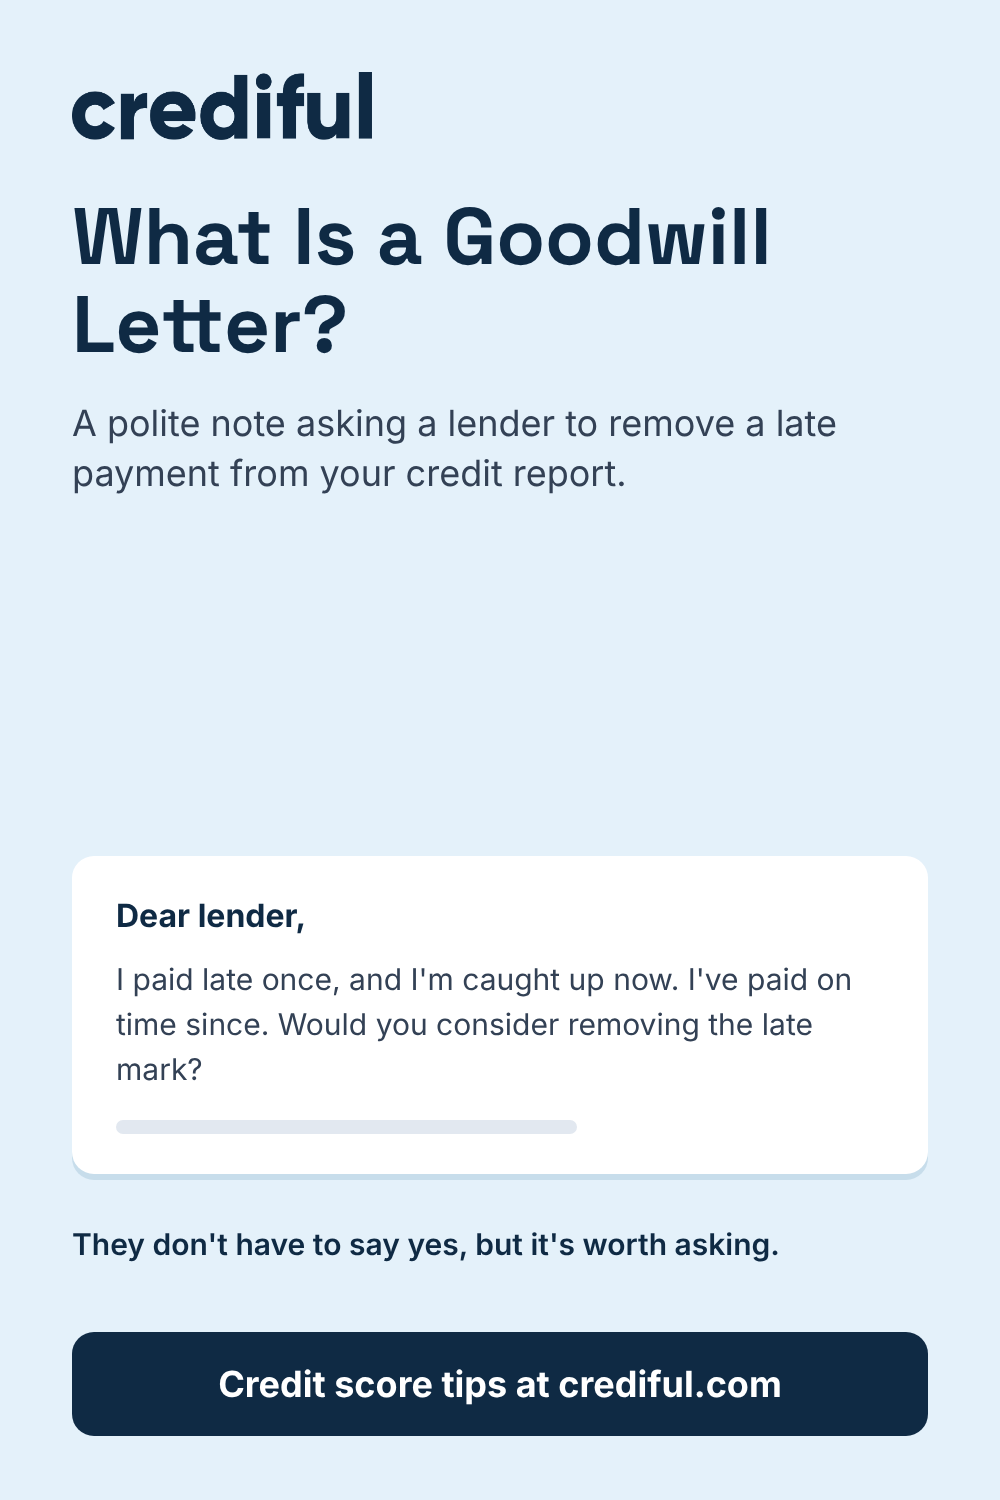 crediful
What Is a Goodwill
Letter?
A polite note asking a lender to remove a late
payment from your credit report.
Dear lender,
I paid late once, and I'm caught up now. I've paid on
time since. Would you consider removing the late
mark?
They don't have to say yes, but it's worth asking.
Credit score tips at crediful.com